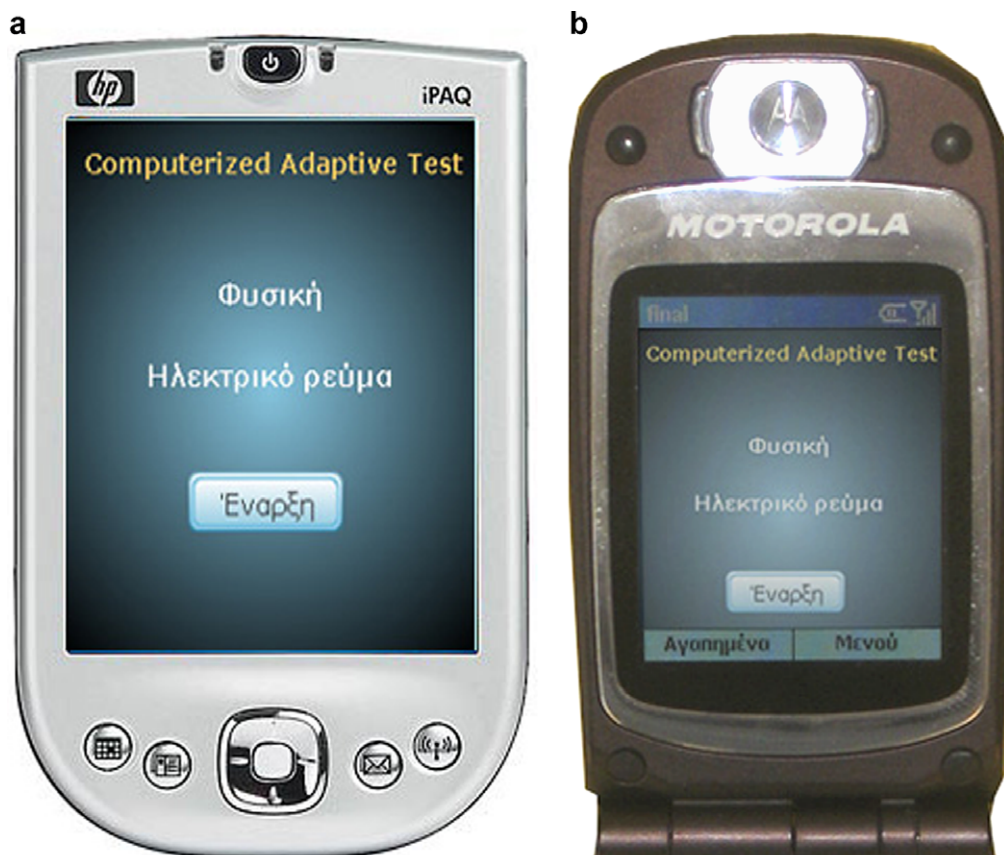 a
hp
iPAQ
Computerized Adaptive Test
Φυσική
Ηλεκτρικό ρεύμα
Έναρξη
b
MOTOROLA
final
Computerized Adaptive Test
Φυσική
Ηλεκτρικό ρεύμα
Έναρξη
Αγαπημένα
Μενού